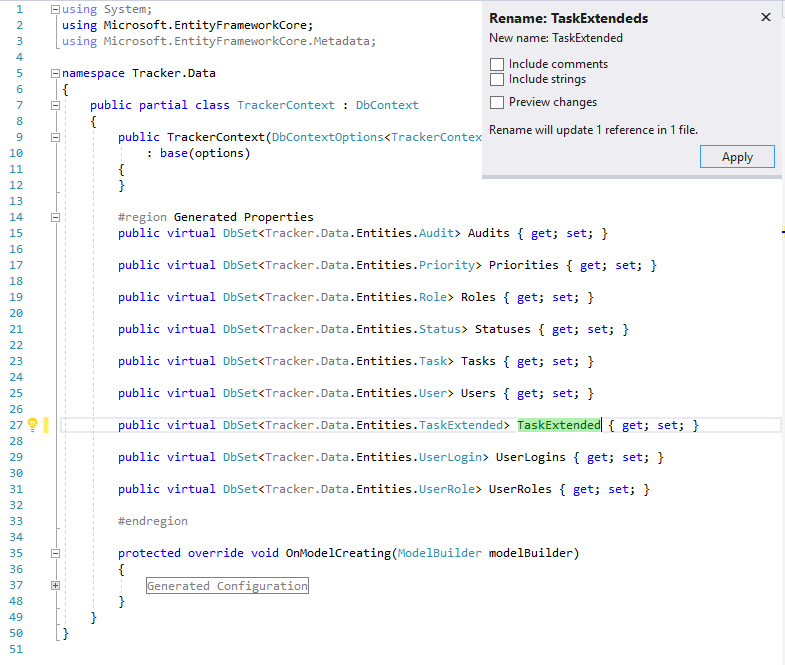 1 using System;
2 using Microsoft.EntityFrameworkCore;
3 using Microsoft.EntityFrameworkCore.Metadata;
4
5 namespace Tracker.Data
6 {
7 public partial class TrackerContext : DbContext
8 {
9 public TrackerContext(DbContextOptions<TrackerContex
10 : base(options)
11 {
12 }
13
14 #region Generated Properties
15 public virtual DbSet<Tracker.Data.Entities.Audit> Audits { get; set; }
16
17 public virtual DbSet<Tracker.Data.Entities.Priority> Priorities { get; set; }
18
19 public virtual DbSet<Tracker.Data.Entities.Role> Roles { get; set; }
20
21 public virtual DbSet<Tracker.Data.Entities.Status> Statuses { get; set; }
22
23 public virtual DbSet<Tracker.Data.Entities.Task> Tasks { get; set; }
24
25 public virtual DbSet<Tracker.Data.Entities.User> Users { get; set; }
26
27 public virtual DbSet<Tracker.Data.Entities.TaskExtended> TaskExtended { get; set; }
28
29 public virtual DbSet<Tracker.Data.Entities.UserLogin> UserLogins { get; set; }
30
31 public virtual DbSet<Tracker.Data.Entities.UserRole> UserRoles { get; set; }
32
33 #endregion
34
35 protected override void OnModelCreating(ModelBuilder modelBuilder)
36 {
37 Generated Configuration
48 }
49 }
50 }
51
Rename: TaskExtendeds
New name: TaskExtended
Include comments
Include strings
Preview changes
Rename will update 1 reference in 1 file.
Apply